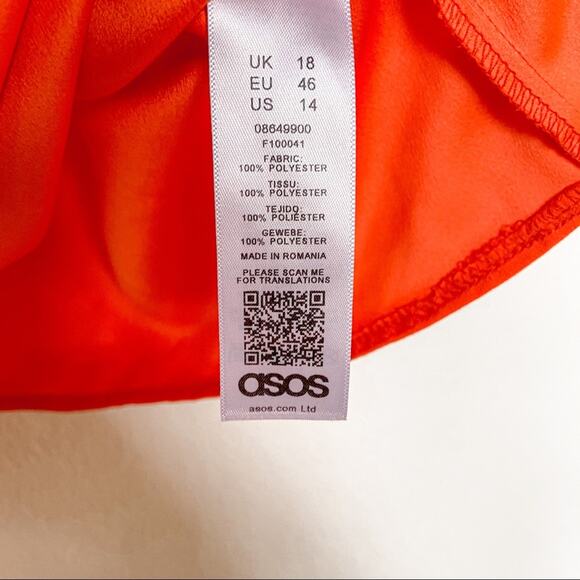 UK 18
EU 46
US 14
08649900
F100041
FABRIC:
100% POLYESTER
TISSU:
100% POLYESTER
TEJIDO:
100% POLIÉSTER
GEWEBE:
100% POLYESTER
MADE IN ROMANIA
PLEASE SCAN ME
FOR TRANSLATIONS
asos
asos.com Ltd